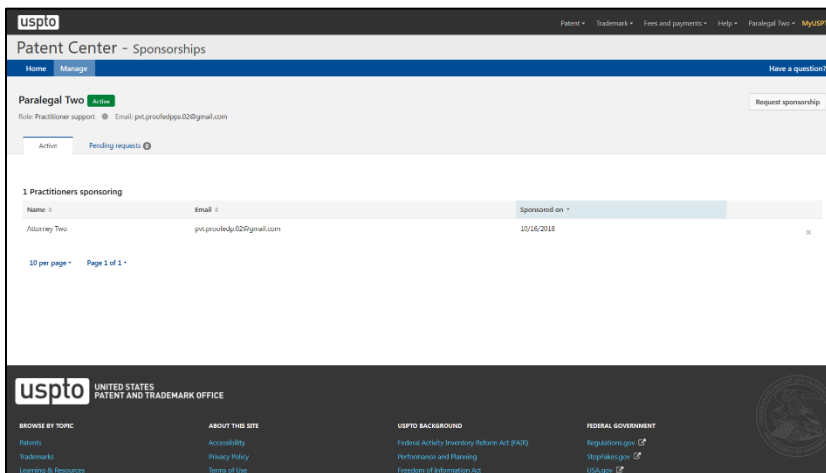 uspto Patent Trademark Fees and payments Help Paralegal Two MyUSPT
Patent Center - Sponsorships
Home Manage Have a question?
Paralegal Two Active Request sponsorship
Role: Practitioner support Email: pvt.proofedpps.02@gmail.com
Active Pending requests 0
1 Practitioners sponsoring
Name Email Sponsored on
Attorney Two pvt.proofedp.02@gmail.com 10/16/2018
10 per page Page 1 of 1
uspto UNITED STATES
PATENT AND TRADEMARK OFFICE
BROWSE BY TOPIC ABOUT THIS SITE USPTO BACKGROUND FEDERAL GOVERNMENT
Patents Accessibility Federal Activity Inventory Reform Act (FAIR) Regulations.gov
Trademarks Privacy Policy Performance and Planning StopFakes.gov
Learning & Resources Terms of Use Freedom of Information Act USA.gov